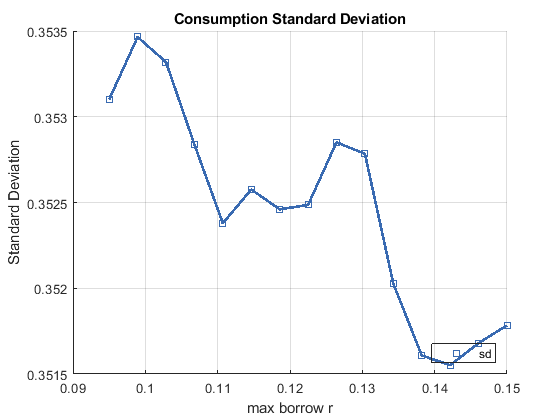 Consumption Standard Deviation
0.3535
0.353
0.3525
0.352
0.3515
Standard Deviation
0.09 0.1 0.11 0.12 0.13 0.14 0.15
max borrow r
sd